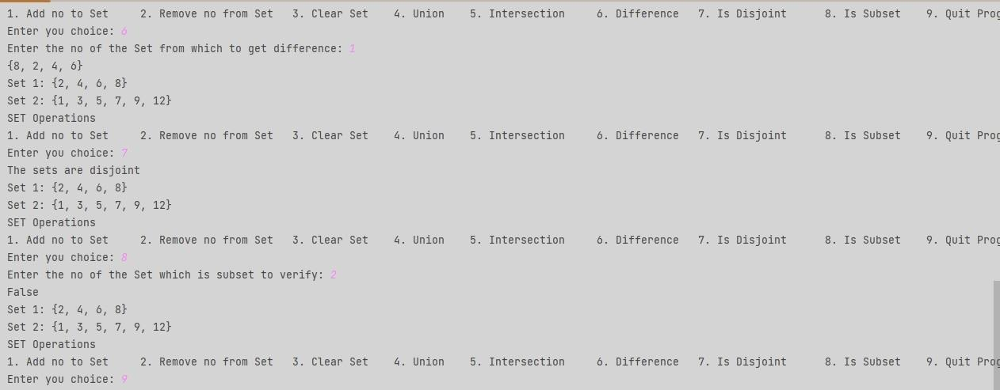 1. Add no to Set     2. Remove no from Set   3. Clear Set    4. Union    5. Intersection     6. Difference   7. Is Disjoint      8. Is Subset    9. Quit Prog
Enter you choice: 6
Enter the no of the Set from which to get difference: 1
{8, 2, 4, 6}
Set 1: {2, 4, 6, 8}
Set 2: {1, 3, 5, 7, 9, 12}
SET Operations
1. Add no to Set     2. Remove no from Set   3. Clear Set    4. Union    5. Intersection     6. Difference   7. Is Disjoint      8. Is Subset    9. Quit Prog
Enter you choice: 7
The sets are disjoint
Set 1: {2, 4, 6, 8}
Set 2: {1, 3, 5, 7, 9, 12}
SET Operations
1. Add no to Set     2. Remove no from Set   3. Clear Set    4. Union    5. Intersection     6. Difference   7. Is Disjoint      8. Is Subset    9. Quit Prog
Enter you choice: 8
Enter the no of the Set which is subset to verify: 2
False
Set 1: {2, 4, 6, 8}
Set 2: {1, 3, 5, 7, 9, 12}
SET Operations
1. Add no to Set     2. Remove no from Set   3. Clear Set    4. Union    5. Intersection     6. Difference   7. Is Disjoint      8. Is Subset    9. Quit Prog
Enter you choice: 9